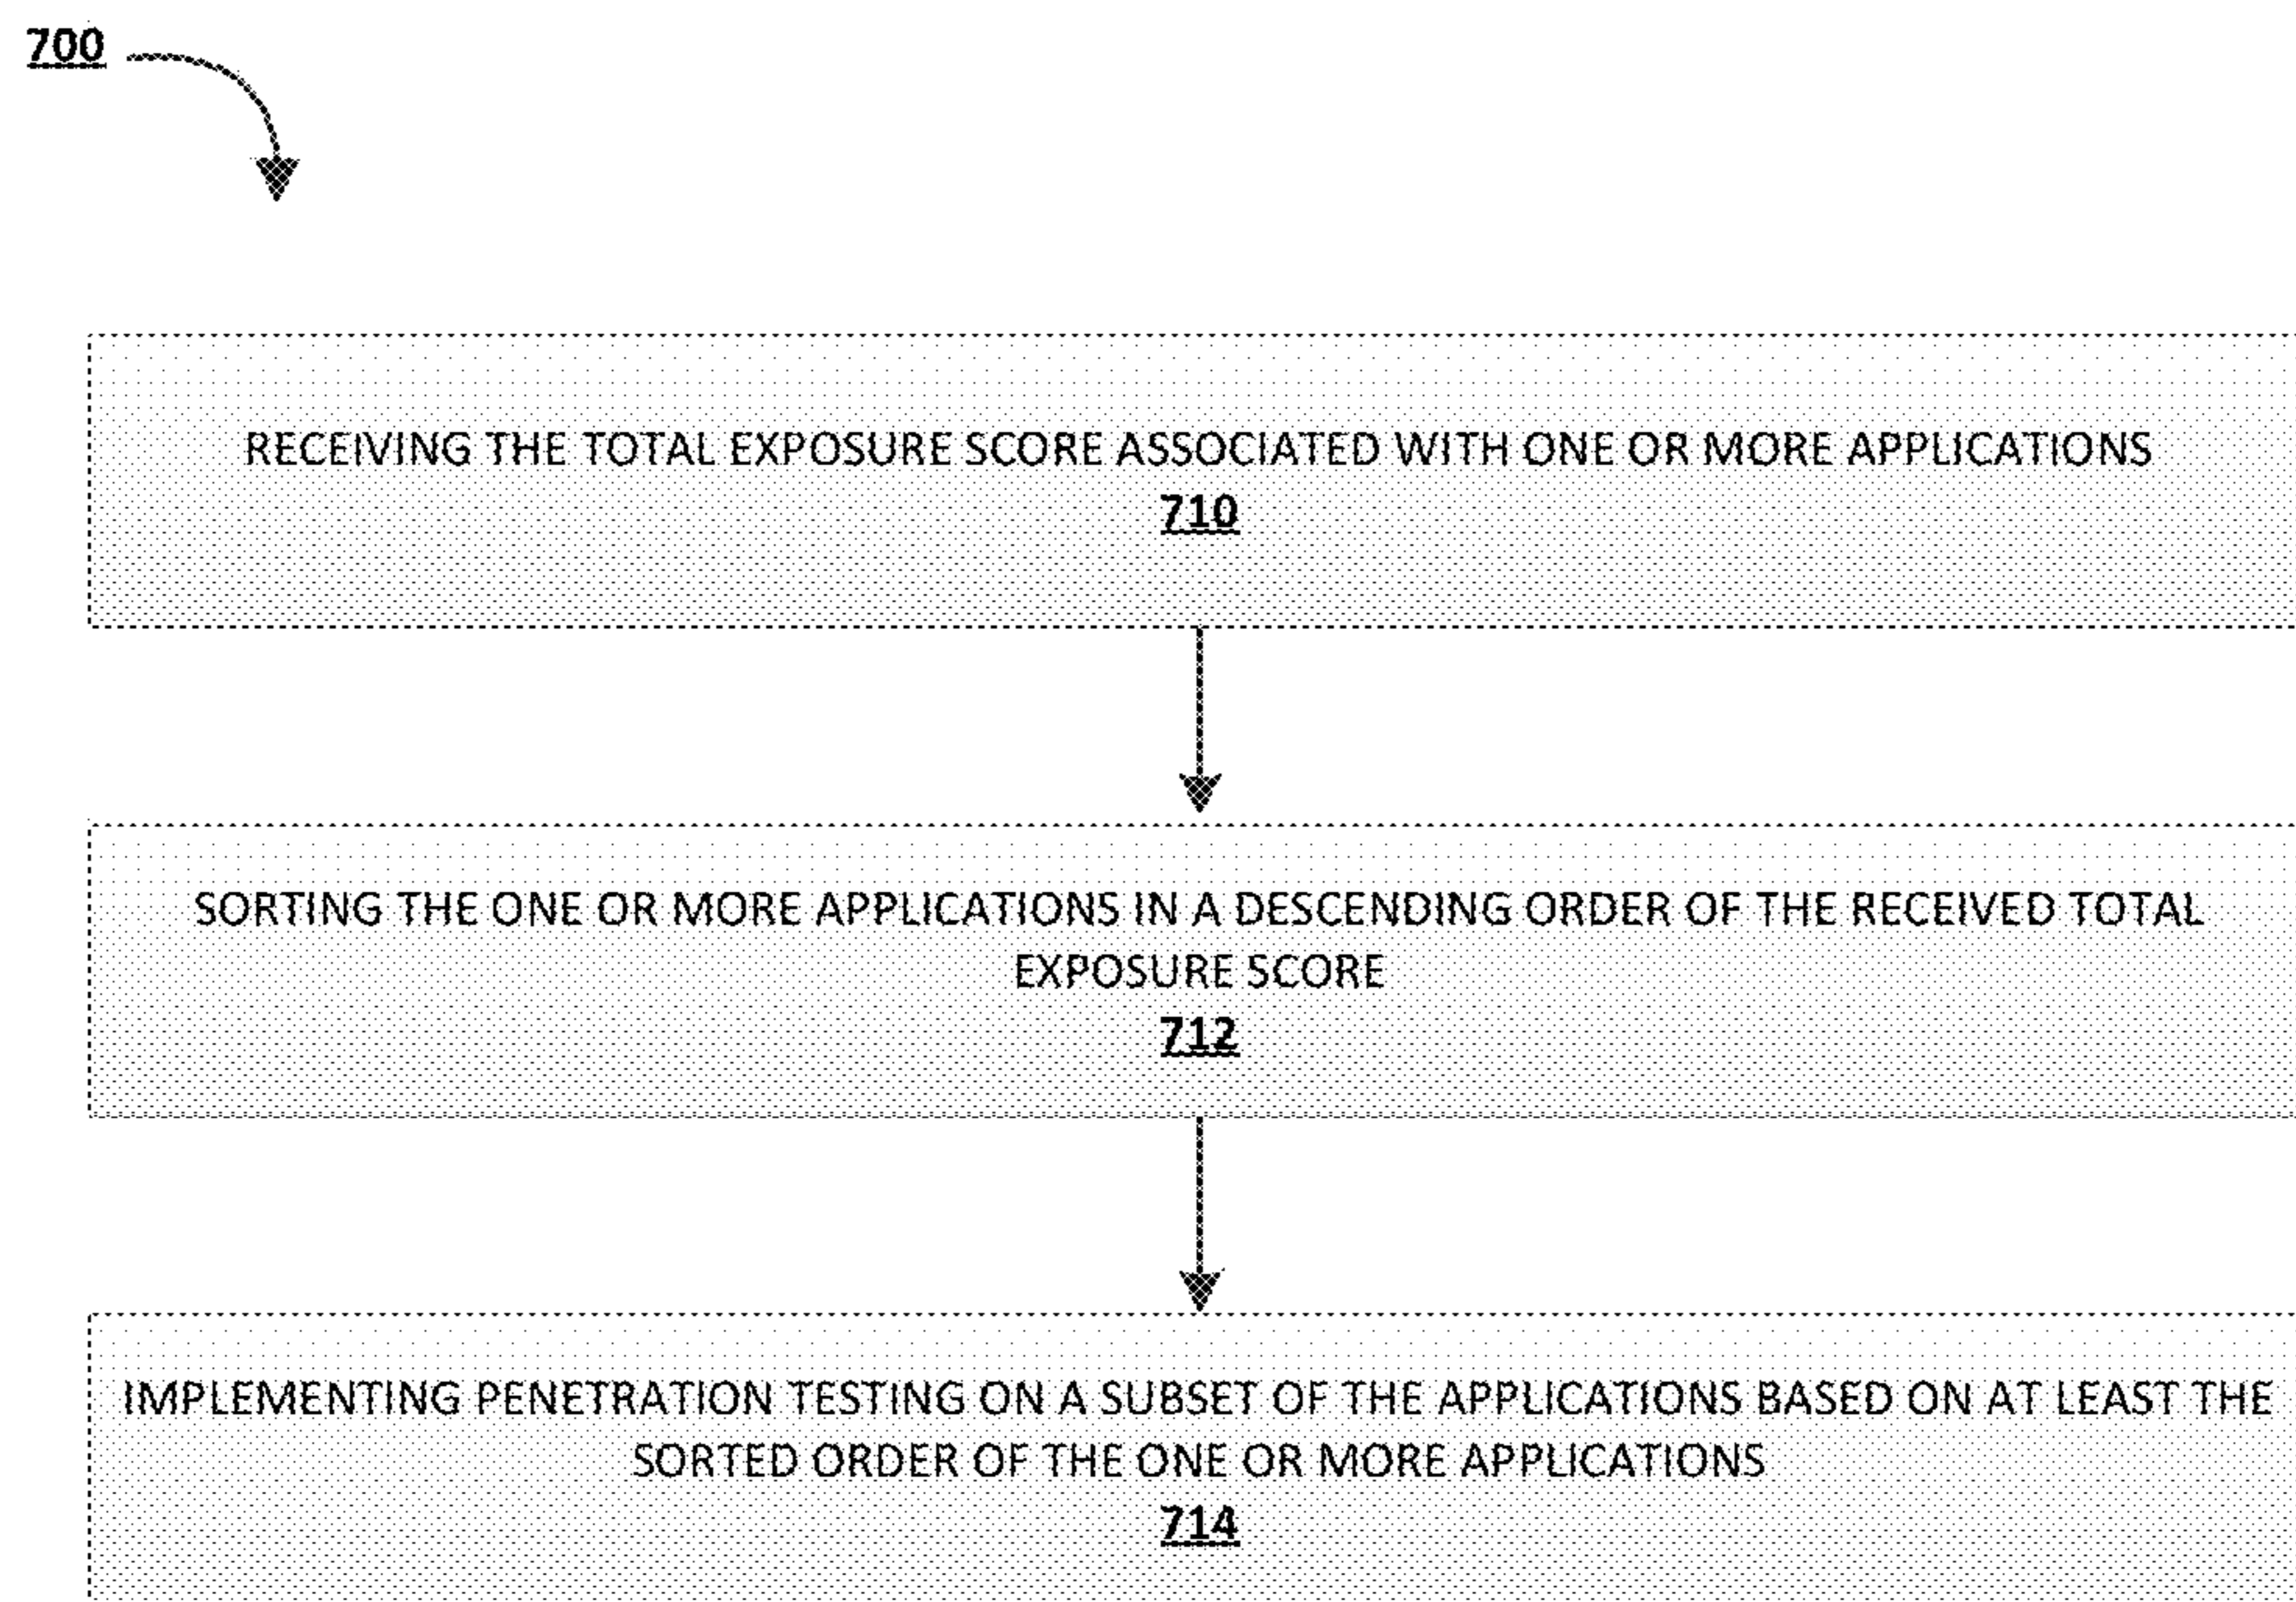 700
RECEIVING THE TOTAL EXPOSURE SCORE ASSOCIATED WITH ONE OR MORE APPLICATIONS
710
SORTING THE ONE OR MORE APPLICATIONS IN A DESCENDING ORDER OF THE RECEIVED TOTAL
EXPOSURE SCORE
712
IMPLEMENTING PENETRATION TESTING ON A SUBSET OF THE APPLICATIONS BASED ON AT LEAST THE
SORTED ORDER OF THE ONE OR MORE APPLICATIONS
714